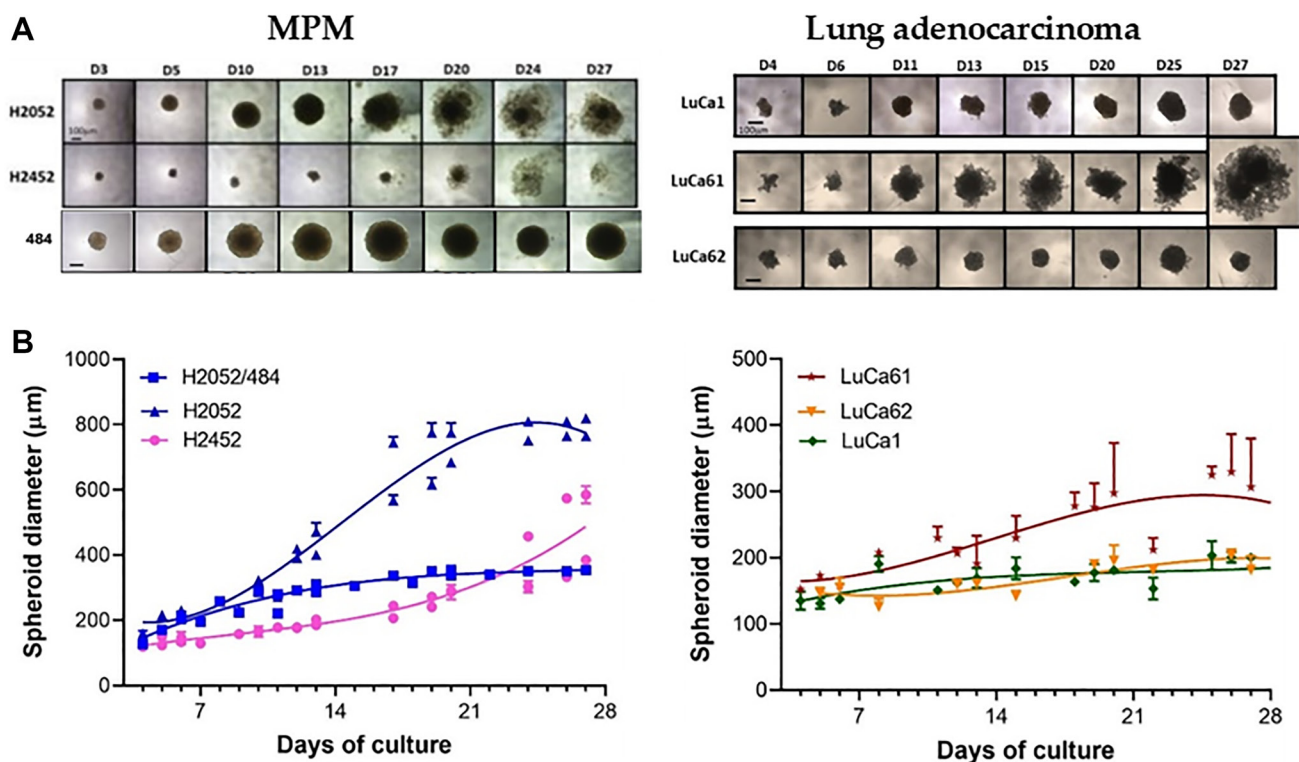 A
MPM
Lung adenocarcinoma
D3 D5 D10 D13 D17 D20 D24 D27
D4 D6 D11 D13 D15 D20 D25 D27
H2052
100μm
LuCa1
100μm
H2452
LuCa61
484
LuCa62
B
1000
800
600
400
200
0
Spheroid diameter (μm)
H2052/484
H2052
H2452
7 14 21 28
Days of culture
500
400
300
200
100
0
Spheroid diameter (μm)
LuCa61
LuCa62
LuCa1
7 14 21 28
Days of culture